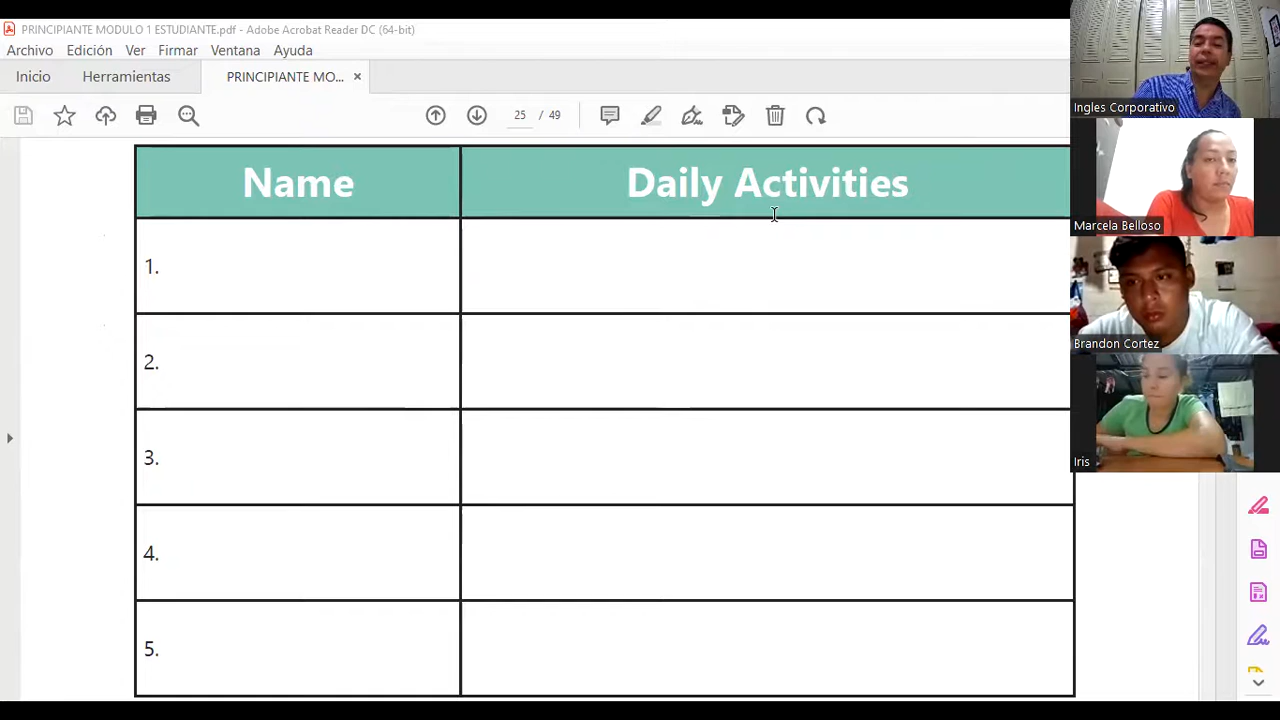 PRINCIPIANTE MODULO 1 ESTUDIANTE.pdf - Adobe Acrobat Reader DC (64-bit)
Archivo Edición Ver Firmar Ventana Ayuda
Inicio Herramientas PRINCIPIANTE MO... ×
25 / 49
Name Daily Activities
1.
2.
3.
4.
5.
Ingles Corporativo
Marcela Belloso
Brandon Cortez
Iris